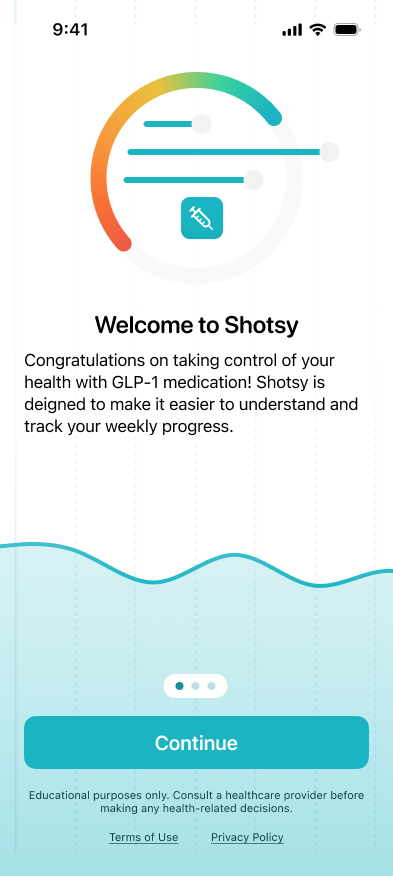 9:41
Welcome to Shotsy
Congratulations on taking control of your
health with GLP-1 medication! Shotsy is
deigned to make it easier to understand and
track your weekly progress.
Continue
Educational purposes only. Consult a healthcare provider before
making any health-related decisions.
Terms of Use Privacy Policy